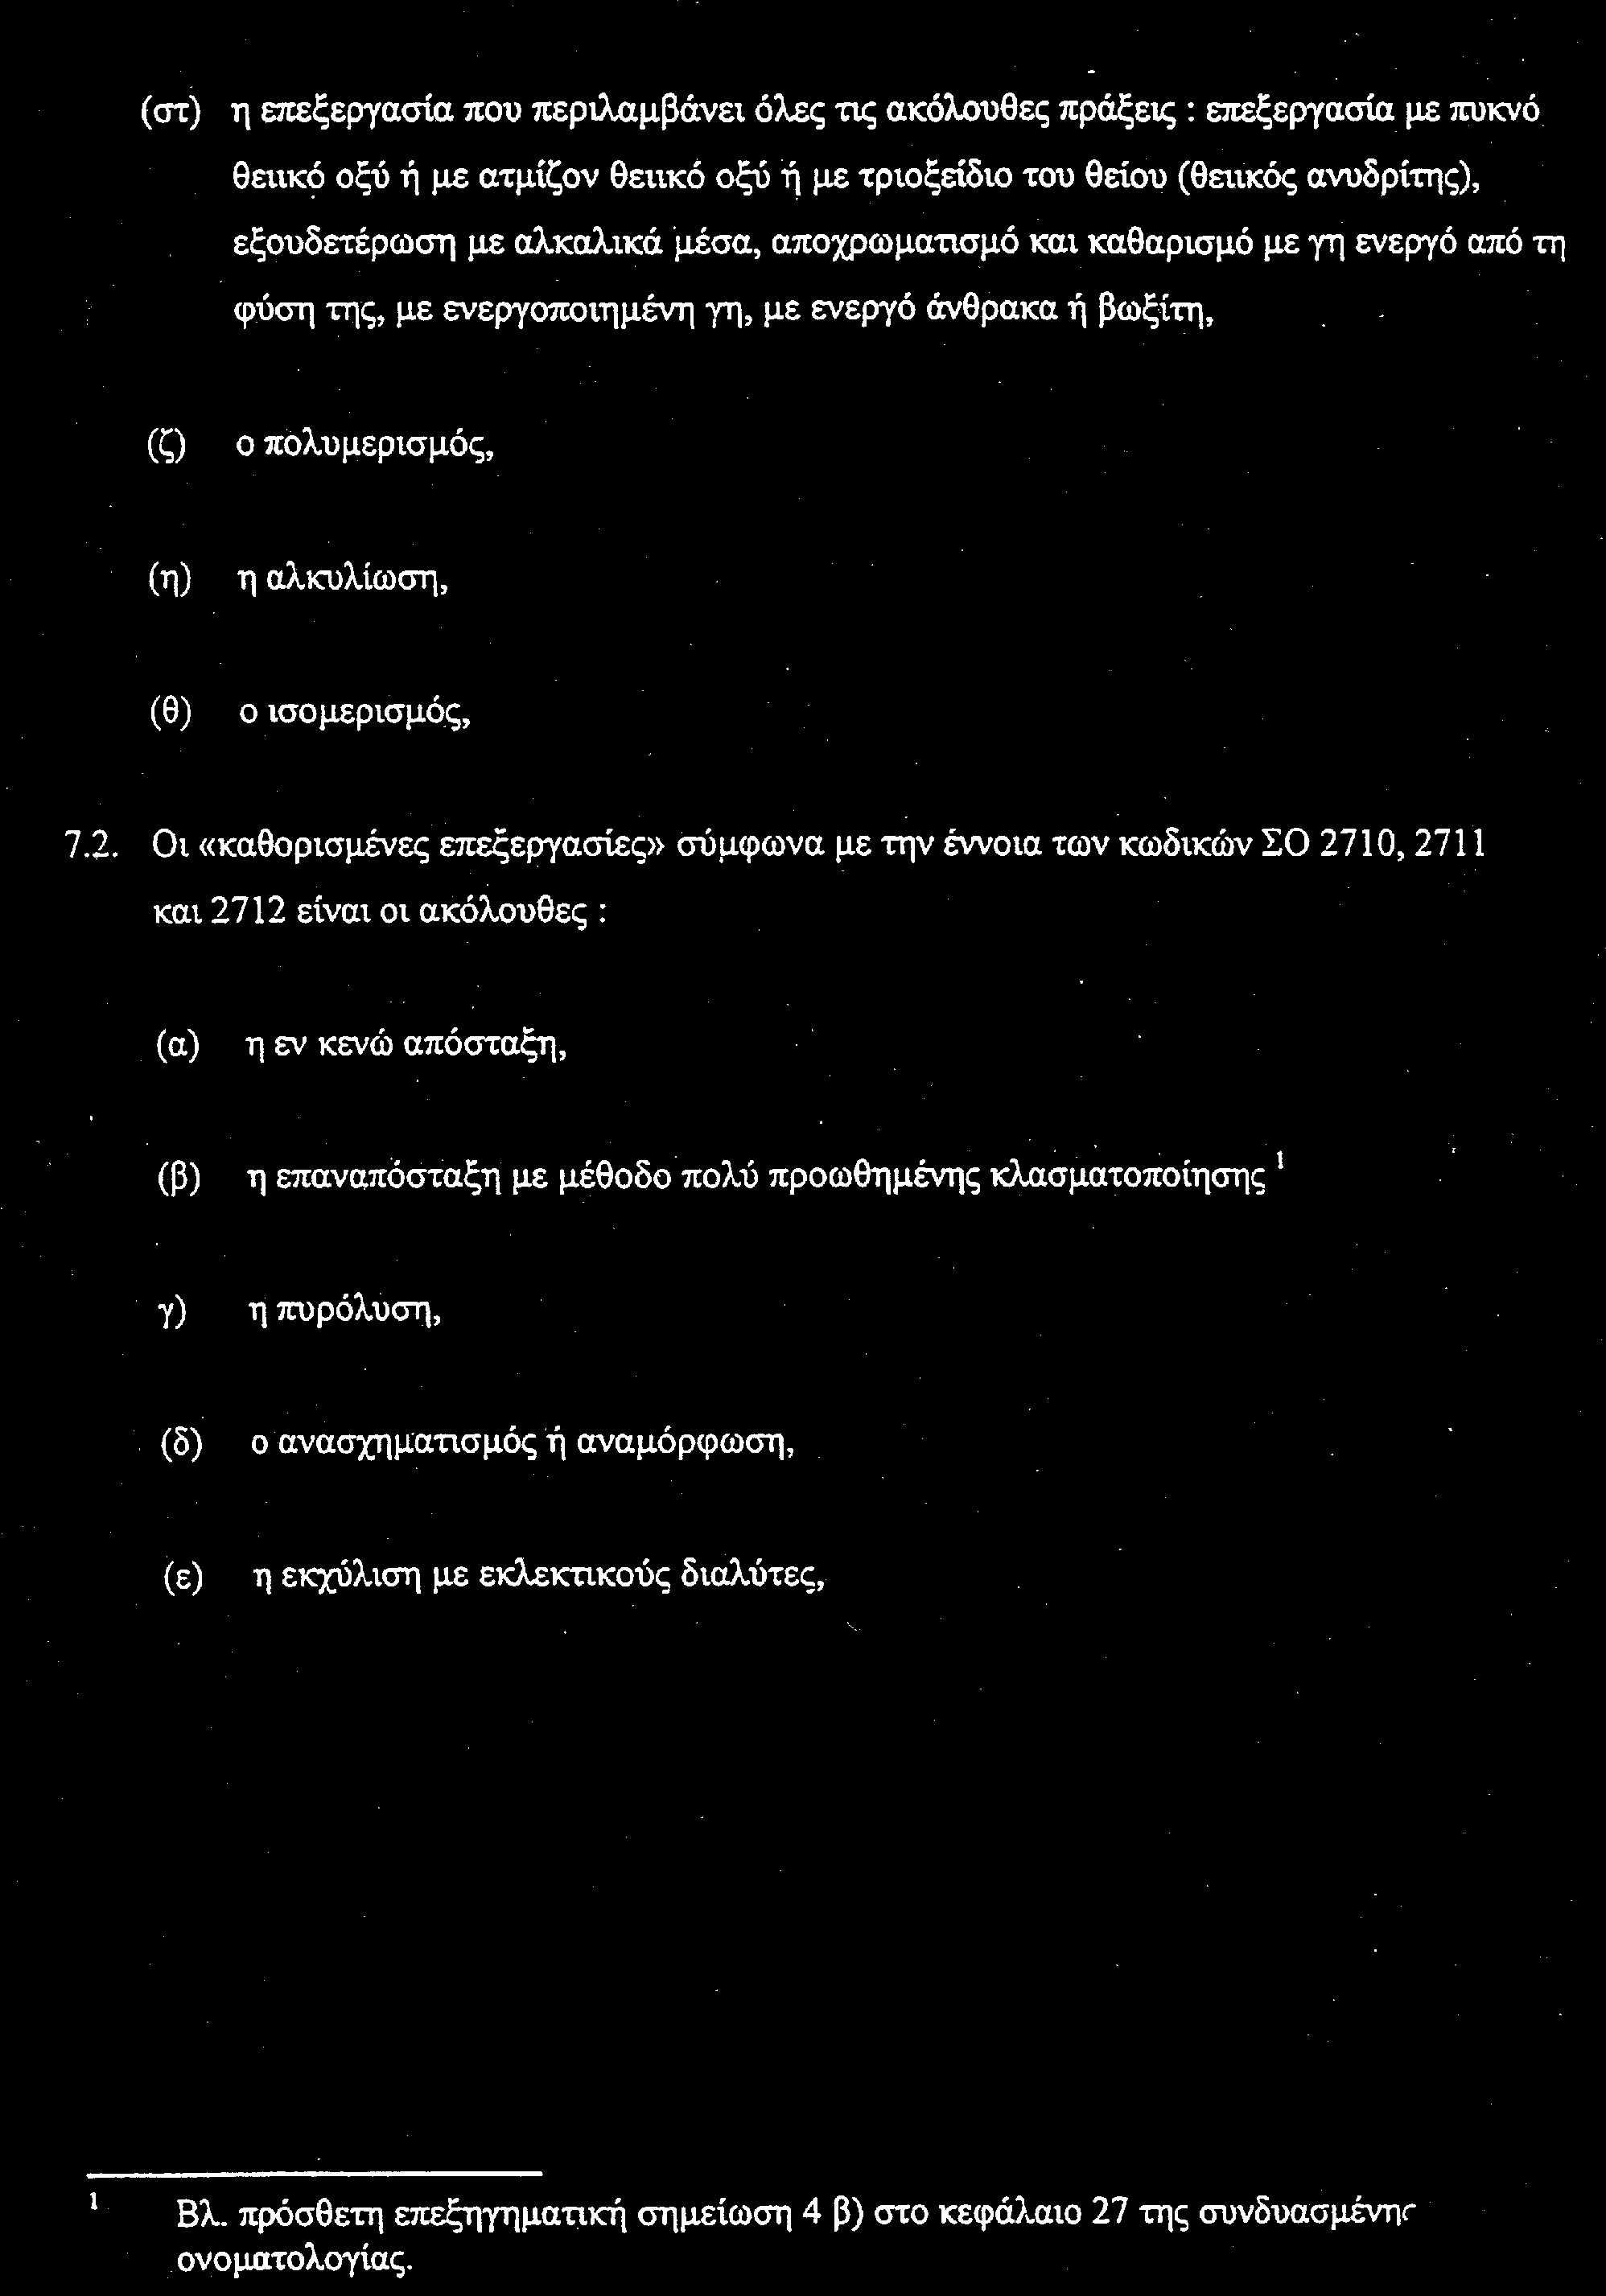 (στ) η επεξεργασία που περιλαμβάνει όλες τις ακόλουθες πράξεις : επεξεργασία με πυκνό
θειικό οξύ ή με ατμίζον θειικό οξύ ή με τριοξείδιο του θείου (θειικός ανυδρίτης),
εξουδετέρωση με αλκαλικά μέσα, αποχρωματισμό και καθαρισμό με γη ενεργό από τη
φύση της, με ενεργοποιημένη γη, με ενεργό άνθρακα ή βωξίτη,
(ζ) ο πολυμερισμός,
(η) η αλκυλίωση,
(θ) ο ισομερισμός,
7.2. Οι «καθορισμένες επεξεργασίες» σύμφωνα με την έννοια των κωδικών ΣΟ 2710, 2711
και 2712 είναι οι ακόλουθες :
(α) η εν κενώ απόσταξη,
(β) η επαναπόσταξη με μέθοδο πολύ προωθημένης κλασματοποίησης ¹
γ) η πυρόλυση,
(δ) ο ανασχηματισμός ή αναμόρφωση,
(ε) η εκχύλιση με εκλεκτικούς διαλύτες,
¹ Βλ. πρόσθετη επεξηγηματική σημείωση 4 β) στο κεφάλαιο 27 της συνδυασμένης
ονοματολογίας.